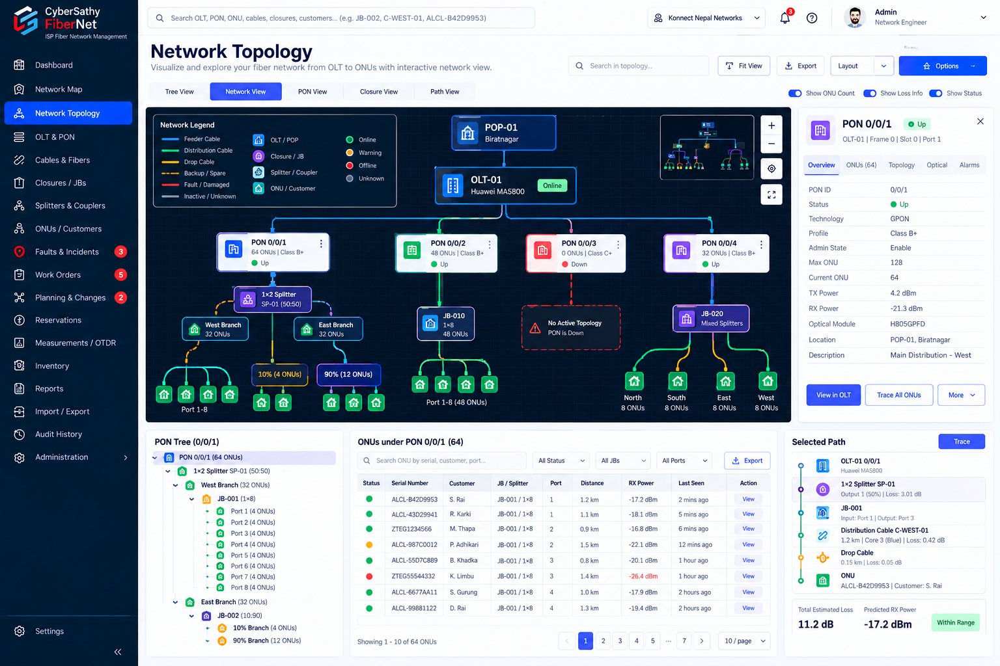 CyberSathy
FiberNet
ISP Fiber Network Management
Dashboard
Network Map
Network Topology
OLT & PON
Cables & Fibers
Closures / JBs
Splitters & Couplers
ONUs / Customers
Faults & Incidents 3
Work Orders 5
Planning & Changes 2
Reservations
Measurements / OTDR
Inventory
Reports
Import / Export
Audit History
Administration
Settings
Search OLT, PON, ONU, cables, closures, customers... (e.g. JB-002, C-WEST-01, ALCL-B42D9953)
Konnect Nepal Networks
3
Admin
Network Engineer
Network Topology
Visualize and explore your fiber network from OLT to ONUs with interactive network view.
Search in topology...
Fit View
Export
Layout
Options
Tree View
Network View
PON View
Closure View
Path View
Show ONU Count
Show Loss Info
Show Status
Network Legend
Feeder Cable
Distribution Cable
Drop Cable
Backup / Spare
Fault / Damaged
Inactive / Unknown
OLT / POP
Closure / JB
Splitter / Coupler
ONU / Customer
Online
Warning
Offline
Unknown
POP-01
Biratnagar
OLT-01
Huawei MA5800
Online
PON 0/0/1
64 ONUs | Class B+
Up
PON 0/0/2
48 ONUs | Class B+
Up
PON 0/0/3
0 ONUs | Class C+
Down
PON 0/0/4
32 ONUs | Class B+
Up
1×2 Splitter
SP-01 (50:50)
West Branch
32 ONUs
East Branch
32 ONUs
10% (4 ONUs)
90% (12 ONUs)
Port 1-8
JB-010
1×8
48 ONUs
Port 1-8 (48 ONUs)
No Active Topology
PON is Down
JB-020
Mixed Splitters
North
8 ONUs
South
8 ONUs
East
8 ONUs
West
8 ONUs
PON 0/0/1
Up
OLT-01 | Frame 0 | Slot 0 | Port 1
Overview
ONUs (64)
Topology
Optical
Alarms
PON ID 0/0/1
Status Up
Technology GPON
Profile Class B+
Admin State Enable
Max ONU 128
Current ONU 64
TX Power 4.2 dBm
RX Power -21.3 dBm
Optical Module H805GPFD
Location POP-01, Biratnagar
Description Main Distribution - West
View in OLT
Trace All ONUs
More
PON Tree (0/0/1)
PON 0/0/1 (64 ONUs)
1×2 Splitter SP-01 (50:50)
West Branch (32 ONUs)
JB-001 (1×8)
Port 1 (4 ONUs)
Port 2 (4 ONUs)
Port 3 (4 ONUs)
Port 4 (4 ONUs)
Port 5 (4 ONUs)
Port 6 (4 ONUs)
Port 7 (4 ONUs)
Port 8 (4 ONUs)
East Branch (32 ONUs)
JB-002 (10:90)
10% Branch (4 ONUs)
90% Branch (12 ONUs)
ONUs under PON 0/0/1 (64)
Search ONU by serial, customer, port...
All Status
All JBs
All Ports
Export
Status Serial Number Customer JB / Splitter Port Distance RX Power Last Seen Action
ALCL-B42D9953 S. Rai JB-001 / 1×8 1 1.2 km -17.2 dBm 2 mins ago View
ALCL-43D29941 R. Karki JB-001 / 1×8 1 1.1 km -18.1 dBm 5 mins ago View
ZTEG1234566 M. Thapa JB-001 / 1×8 2 0.9 km -16.8 dBm 6 mins ago View
ALCL-987C0012 P. Adhikari JB-001 / 1×8 2 1.5 km -22.1 dBm 12 mins ago View
ALCL-55D7C889 B. Khadka JB-001 / 1×8 3 0.8 km -20.1 dBm 1 hour ago View
ZTEG55544332 K. Limbu JB-001 / 1×8 3 1.4 km -26.4 dBm 1 hour ago View
ALCL-6677AA11 S. Gurung JB-001 / 1×8 4 1.0 km -17.9 dBm 2 hours ago View
ALCL-99881122 D. Rai JB-001 / 1×8 4 1.3 km -19.4 dBm 2 hours ago View
Showing 1 - 10 of 64 ONUs
1 2 3 4 5 ... 7
10 / page
Selected Path
Trace
OLT-01 0/0/1
Huawei MA5800
1×2 Splitter SP-01
Output 1 (50%) | Loss: 3.01 dB
JB-001
Input: Port 1 | Output: Port 3
Distribution Cable C-WEST-01
1.2 km | Core 3 (Blue) | Loss: 0.42 dB
Drop Cable
0.15 km | Loss: 0.05 dB
ONU
ALCL-B42D9953 | Customer: S. Rai
Total Estimated Loss
11.2 dB
Predicted RX Power
-17.2 dBm
Within Range